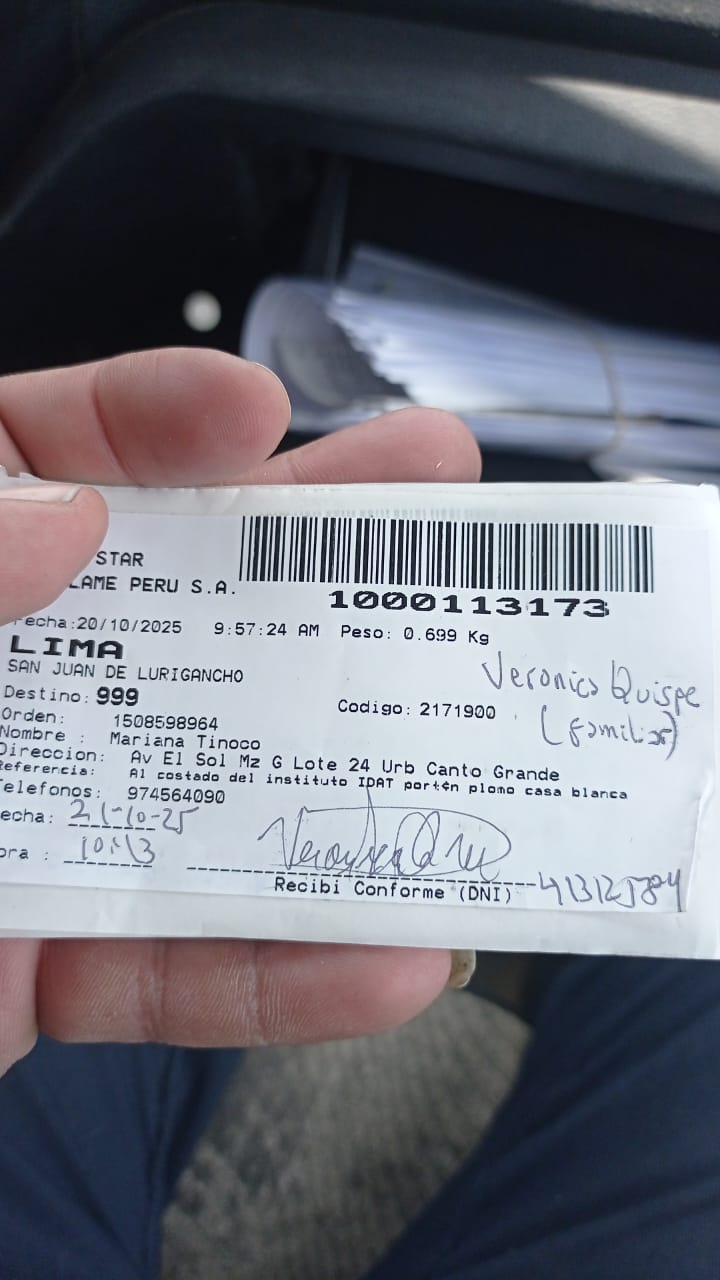 STAR
LAME PERU S.A.
1000113173
Fecha:20/10/2025 9:57:24 AM Peso: 0.699 Kg
LIMA
SAN JUAN DE LURIGANCHO
Veronica Quispe
(familiar)
Destino: 999
Codigo: 2171900
Orden: 1508598964
Nombre : Mariana Tinoco
Direccion: Av El Sol Mz G Lote 24 Urb Canto Grande
Referencia: Al costado del instituto IDAT port¢n plomo casa blanca
Telefonos: 974564090
echa: 21-10-25
ora : 10:13
Recibi Conforme (DNI)